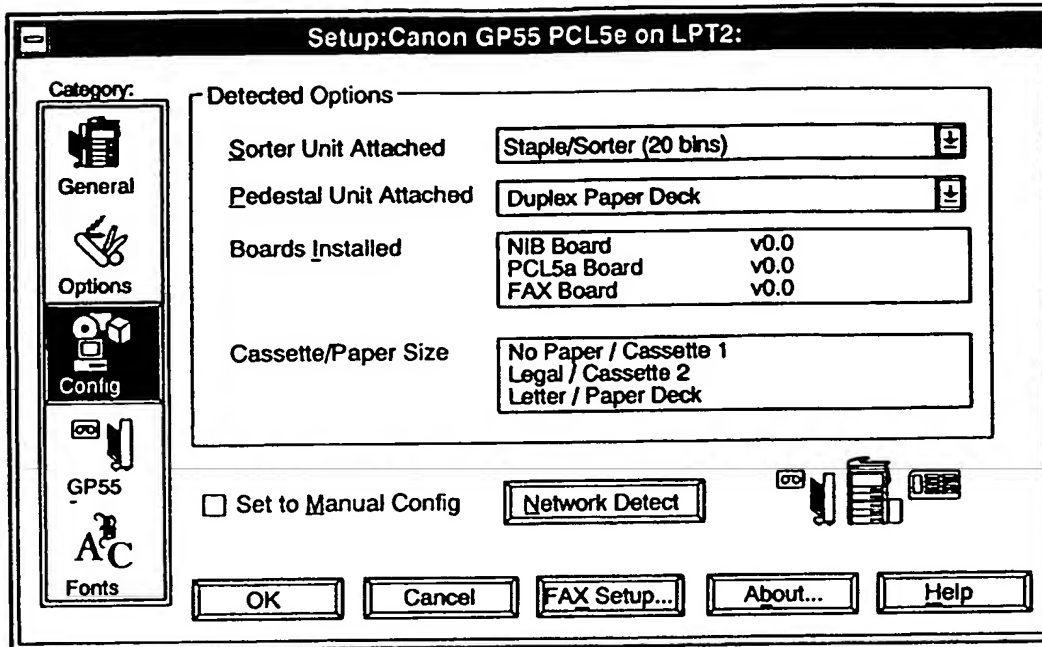 Setup:Canon GP55 PCL5e on LPT2:
Category:
General
Options
Config
GP55
Fonts
Detected Options
Sorter Unit Attached
Staple/Sorter (20 bins)
Pedestal Unit Attached
Duplex Paper Deck
Boards Installed
NIB Board v0.0
PCL5a Board v0.0
FAX Board v0.0
Cassette/Paper Size
No Paper / Cassette 1
Legal / Cassette 2
Letter / Paper Deck
Set to Manual Config
Network Detect
OK
Cancel
FAX Setup...
About...
Help